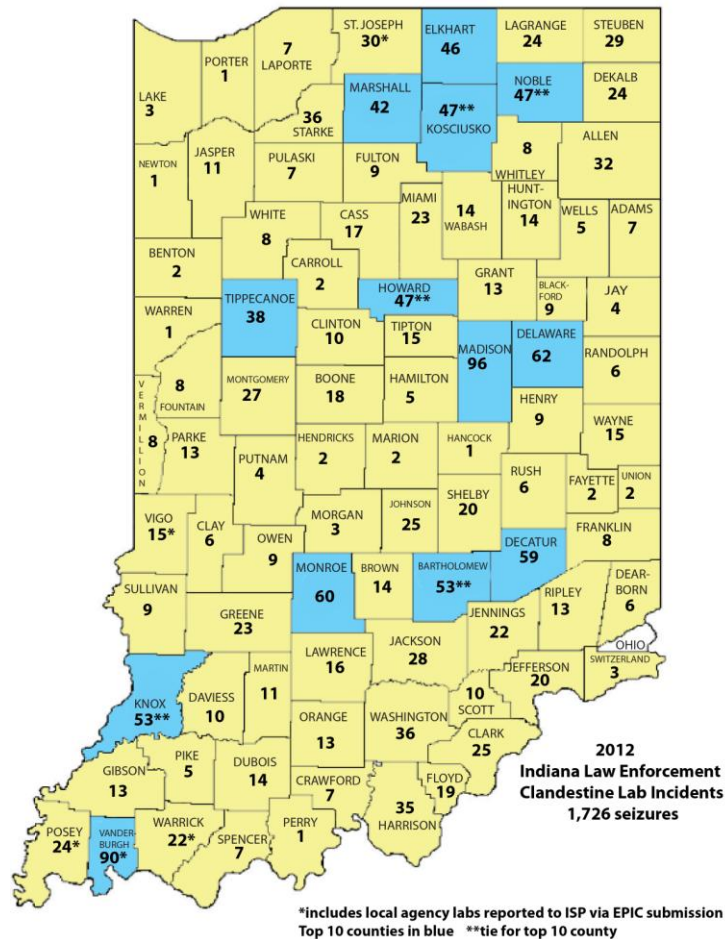 ST. JOSEPH
30*
ELKHART
46
LAGRANGE
24
STEUBEN
29
PORTER
1
7
LAPORTE
LAKE
3
MARSHALL
42
NOBLE
47**
DEKALB
24
36
STARKE
47**
KOSCIUSKO
NEWTON
1
JASPER
11
PULASKI
7
FULTON
9
8
WHITLEY
ALLEN
32
WHITE
8
CASS
17
MIAMI
23
14
WABASH
HUNT-
INGTON
14
WELLS
5
ADAMS
7
BENTON
2
CARROLL
2
HOWARD
47**
GRANT
13
BLACK-
FORD
9
JAY
4
WARREN
1
TIPPECANOE
38
CLINTON
10
TIPTON
15
MADISON
96
DELAWARE
62
RANDOLPH
6
VERMILLION
8
8
FOUNTAIN
MONTGOMERY
27
BOONE
18
HAMILTON
5
HENRY
9
WAYNE
15
PARKE
13
PUTNAM
4
HENDRICKS
2
MARION
2
HANCOCK
1
RUSH
6
FAYETTE
2
UNION
2
VIGO
15*
CLAY
6
OWEN
9
MORGAN
3
JOHNSON
25
SHELBY
20
DECATUR
59
FRANKLIN
8
SULLIVAN
9
GREENE
23
MONROE
60
BROWN
14
BARTHOLOMEW
53**
JENNINGS
22
RIPLEY
13
DEAR-
BORN
6
OHIO
KNOX
53**
DAVIESS
10
MARTIN
11
LAWRENCE
16
JACKSON
28
10
SCOTT
JEFFERSON
20
SWITZERLAND
3
GIBSON
13
PIKE
5
DUBOIS
14
ORANGE
13
WASHINGTON
36
CLARK
25
POSEY
24*
VANDER-
BURGH
90*
WARRICK
22*
SPENCER
7
PERRY
1
CRAWFORD
7
35
HARRISON
FLOYD
19
2012
Indiana Law Enforcement
Clandestine Lab Incidents
1,726 seizures
*includes local agency labs reported to ISP via EPIC submission
Top 10 counties in blue **tie for top 10 county